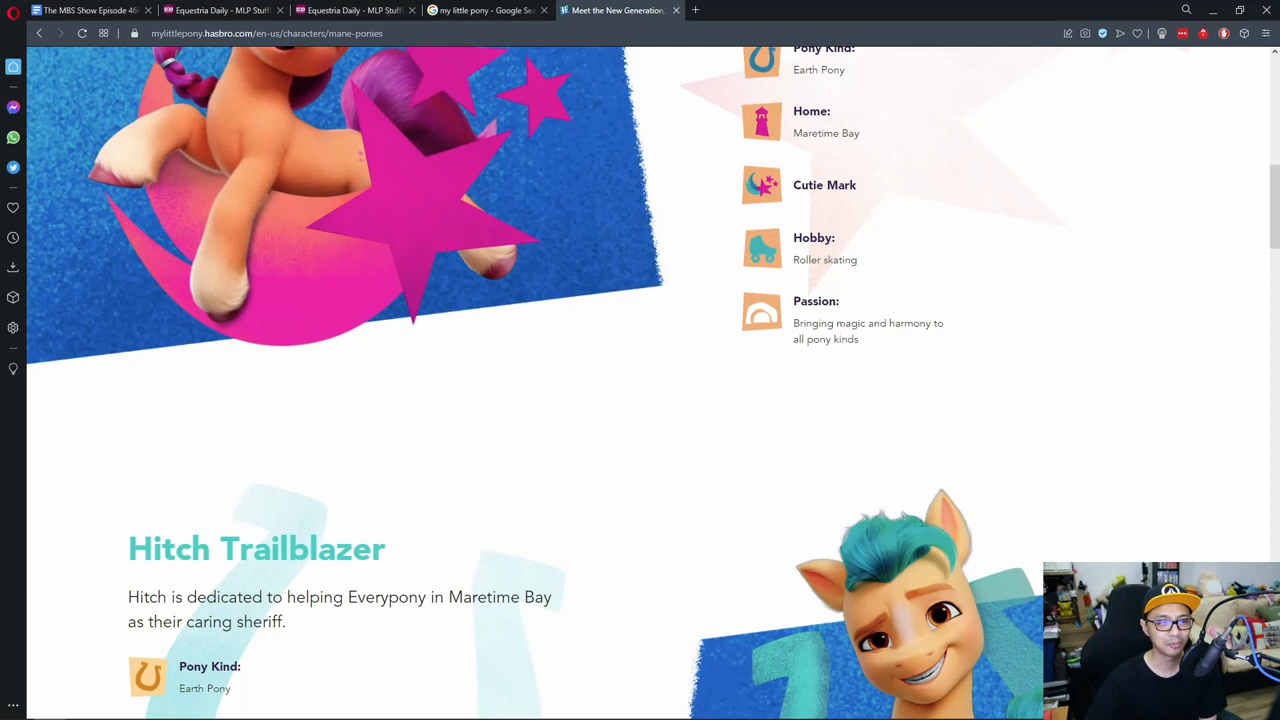 The MBS Show Episode 46
Equestria Daily - MLP Stuff!
Equestria Daily - MLP Stuff!
my little pony - Google Se
Meet the New Generation,
mylittlepony.hasbro.com/en-us/characters/mane-ponies
Pony Kind:
Earth Pony
Home:
Maretime Bay
Cutie Mark
Hobby:
Roller skating
Passion:
Bringing magic and harmony to
all pony kinds
Hitch Trailblazer
Hitch is dedicated to helping Everypony in Maretime Bay
as their caring sheriff.
Pony Kind:
Earth Pony